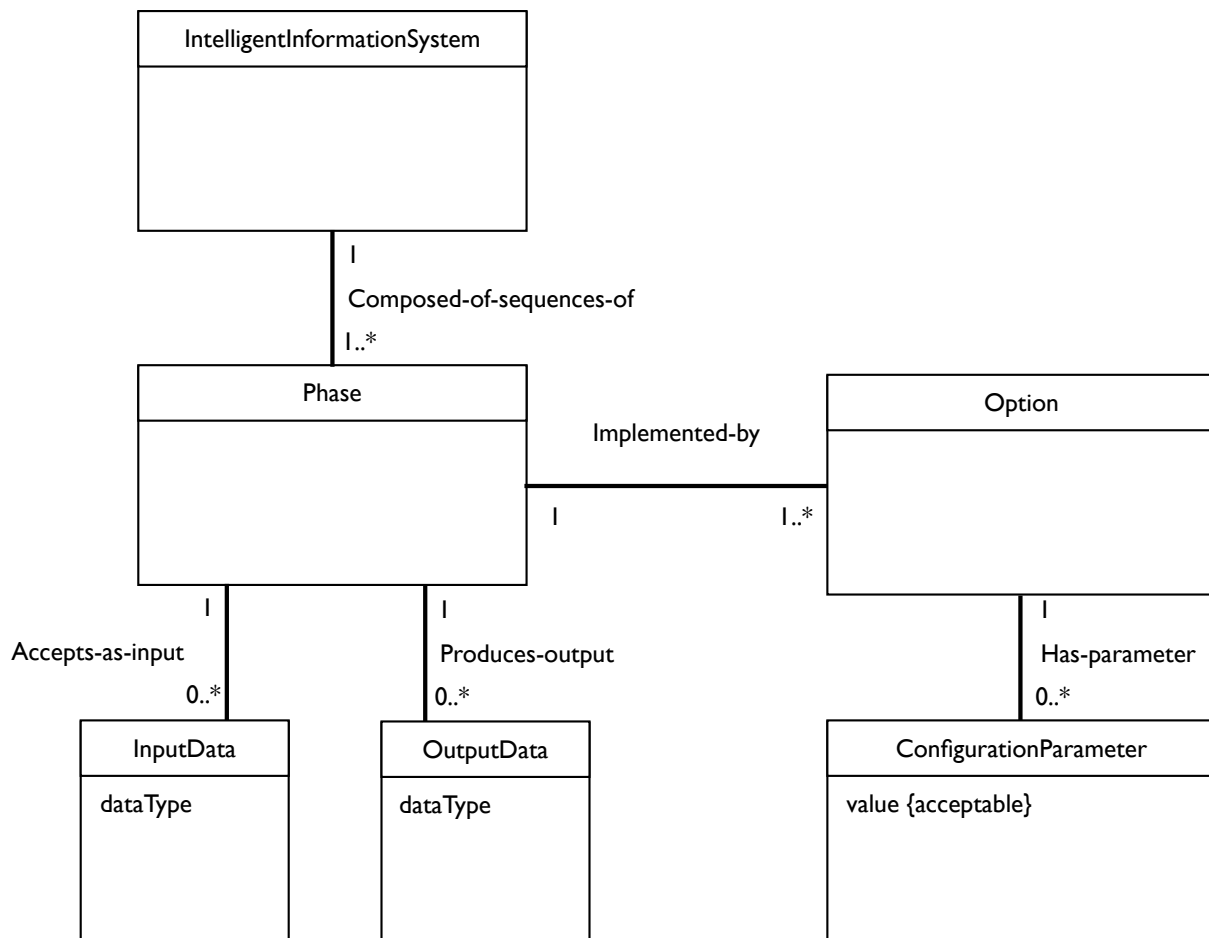 IntelligentInformationSystem
1
Composed-of-sequences-of
1..*
Phase
Option
Implemented-by
1
1..*
1
1
1
Accepts-as-input
Produces-output
Has-parameter
0..*
0..*
0..*
InputData
OutputData
ConfigurationParameter
dataType
dataType
value {acceptable}